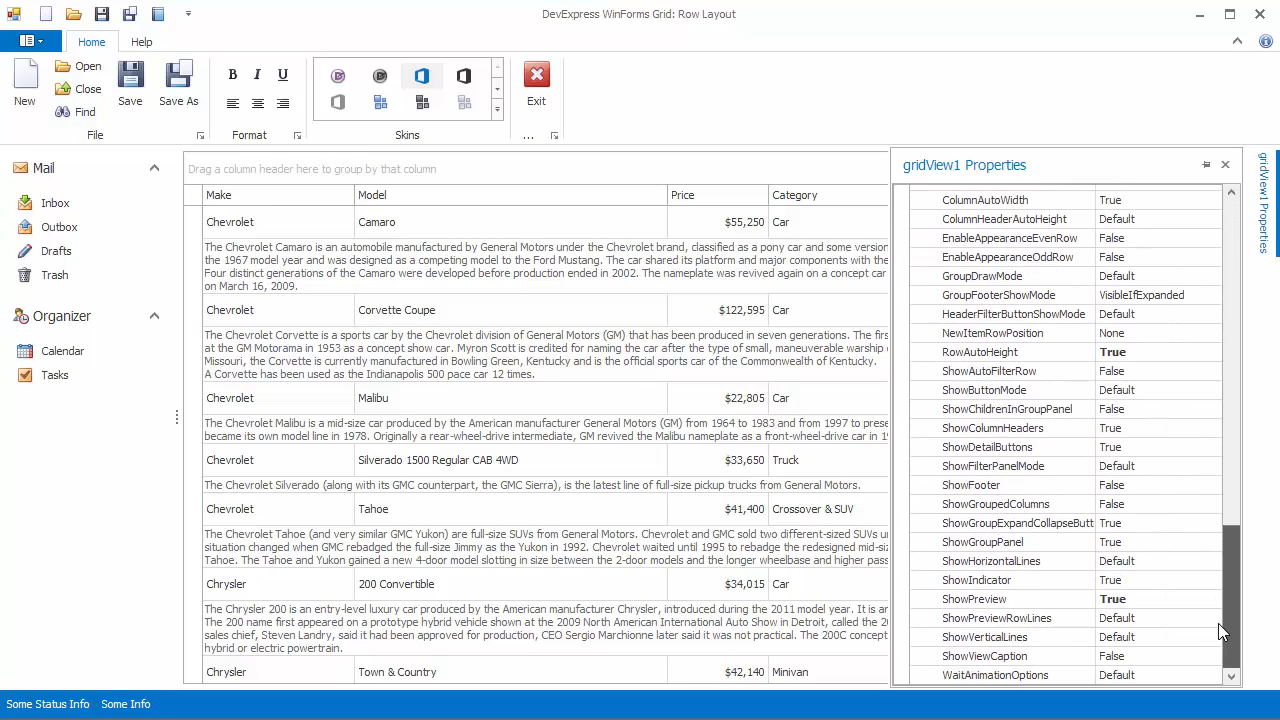 DevExpress WinForms Grid: Row Layout
Home Help
New
Open
Close
Find
Save
Save As
Exit
File
Format
Skins
...
Mail
Inbox
Outbox
Drafts
Trash
Organizer
Calendar
Tasks
Drag a column header here to group by that column
Make Model Price Category
Chevrolet Camaro $55,250 Car
The Chevrolet Camaro is an automobile manufactured by General Motors under the Chevrolet brand, classified as a pony car and some version
the 1967 model year and was designed as a competing model to the Ford Mustang. The car shared its platform and major components with the
Four distinct generations of the Camaro were developed before production ended in 2002. The nameplate was revived again on a concept car
on March 16, 2009.
Chevrolet Corvette Coupe $122,595 Car
The Chevrolet Corvette is a sports car by the Chevrolet division of General Motors (GM) that has been produced in seven generations. The firs
at the GM Motorama in 1953 as a concept show car. Myron Scott is credited for naming the car after the type of small, maneuverable warship
Missouri, the Corvette is currently manufactured in Bowling Green, Kentucky and is the official sports car of the Commonwealth of Kentucky.
A Corvette has been used as the Indianapolis 500 pace car 12 times.
Chevrolet Malibu $22,805 Car
The Chevrolet Malibu is a mid-size car produced by the American manufacturer General Motors (GM) from 1964 to 1983 and from 1997 to prese
became its own model line in 1978. Originally a rear-wheel-drive intermediate, GM revived the Malibu nameplate as a front-wheel-drive car in
Chevrolet Silverado 1500 Regular CAB 4WD $33,650 Truck
The Chevrolet Silverado (along with its GMC counterpart, the GMC Sierra), is the latest line of full-size pickup trucks from General Motors.
Chevrolet Tahoe $41,400 Crossover & SUV
The Chevrolet Tahoe (and very similar GMC Yukon) are full-size SUVs from General Motors. Chevrolet and GMC sold two different-sized SUVs u
situation changed when GMC rebadged the full-size Jimmy as the Yukon in 1992. Chevrolet waited until 1995 to rebadge the redesigned mid-siz
Tahoe. The Tahoe and Yukon gained a new 4-door model slotting in size between the 2-door models and the longer wheelbase and higher pass
Chrysler 200 Convertible $34,015 Car
The Chrysler 200 is an entry-level luxury car produced by the American manufacturer Chrysler, introduced during the 2011 model year. It is an
The 200 name first appeared on a prototype hybrid vehicle shown at the 2009 North American International Auto Show in Detroit, called the 20
sales chief, Steven Landry, said it had been approved for production, CEO Sergio Marchionne later said it was not practical. The 200C concept
hybrid or electric powertrain.
Chrysler Town & Country $42,140 Minivan
gridView1 Properties
ColumnAutoWidth True
ColumnHeaderAutoHeight Default
EnableAppearanceEvenRow False
EnableAppearanceOddRow False
GroupDrawMode Default
GroupFooterShowMode VisibleIfExpanded
HeaderFilterButtonShowMode Default
NewItemRowPosition None
RowAutoHeight True
ShowAutoFilterRow False
ShowButtonMode Default
ShowChildrenInGroupPanel False
ShowColumnHeaders True
ShowDetailButtons True
ShowFilterPanelMode Default
ShowFooter False
ShowGroupedColumns False
ShowGroupExpandCollapseButt True
ShowGroupPanel True
ShowHorizontalLines Default
ShowIndicator True
ShowPreview True
ShowPreviewRowLines Default
ShowVerticalLines Default
ShowViewCaption False
WaitAnimationOptions Default
gridView1 Properties
Some Status Info Some Info